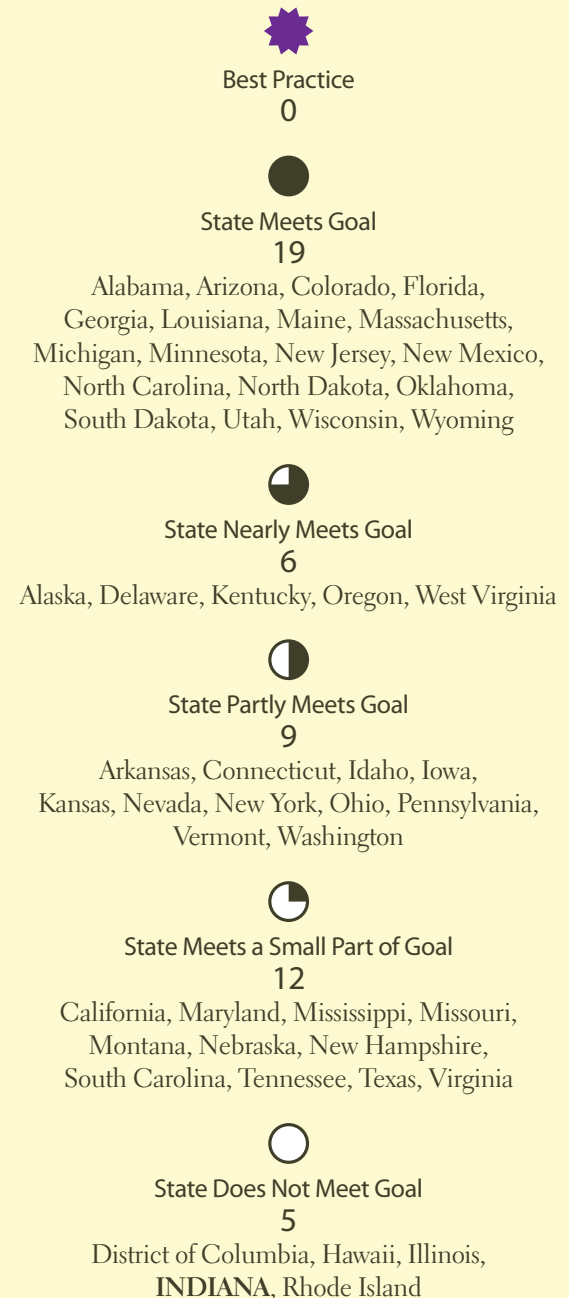 Best Practice
0
State Meets Goal
19
Alabama, Arizona, Colorado, Florida,
Georgia, Louisiana, Maine, Massachusetts,
Michigan, Minnesota, New Jersey, New Mexico,
North Carolina, North Dakota, Oklahoma,
South Dakota, Utah, Wisconsin, Wyoming
State Nearly Meets Goal
6
Alaska, Delaware, Kentucky, Oregon, West Virginia
State Partly Meets Goal
9
Arkansas, Connecticut, Idaho, Iowa,
Kansas, Nevada, New York, Ohio, Pennsylvania,
Vermont, Washington
State Meets a Small Part of Goal
12
California, Maryland, Mississippi, Missouri,
Montana, Nebraska, New Hampshire,
South Carolina, Tennessee, Texas, Virginia
State Does Not Meet Goal
5
District of Columbia, Hawaii, Illinois,
INDIANA, Rhode Island